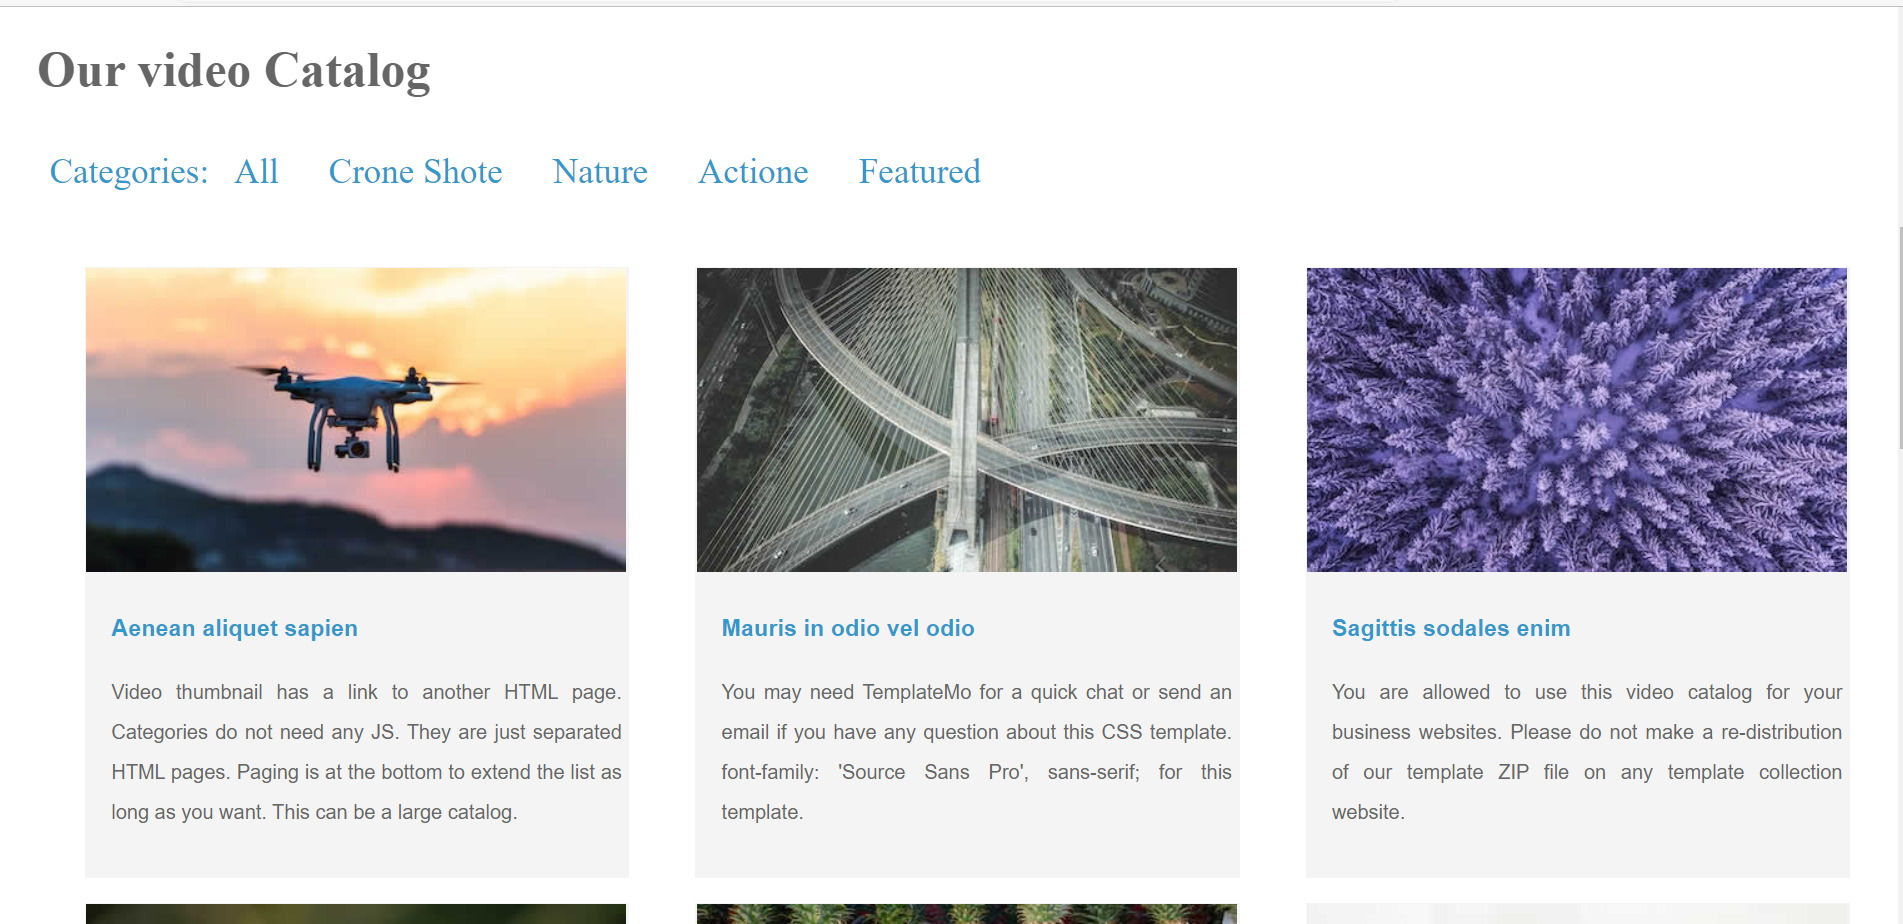 Our video Catalog
Categories: All Crone Shote Nature Actione Featured
Aenean aliquet sapien
Video thumbnail has a link to another HTML page.
Categories do not need any JS. They are just separated
HTML pages. Paging is at the bottom to extend the list as
long as you want. This can be a large catalog.
Mauris in odio vel odio
You may need TemplateMo for a quick chat or send an
email if you have any question about this CSS template.
font-family: 'Source Sans Pro', sans-serif; for this
template.
Sagittis sodales enim
You are allowed to use this video catalog for your
business websites. Please do not make a re-distribution
of our template ZIP file on any template collection
website.